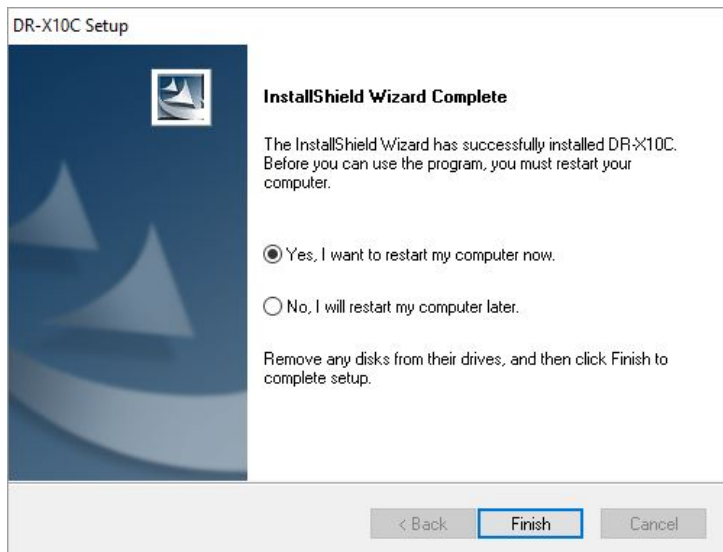 DR-X10C Setup
InstallShield Wizard Complete
The InstallShield Wizard has successfully installed DR-X10C.
Before you can use the program, you must restart your
computer.
Yes, I want to restart my computer now.
No, I will restart my computer later.
Remove any disks from their drives, and then click Finish to
complete setup.
< Back
Finish
Cancel